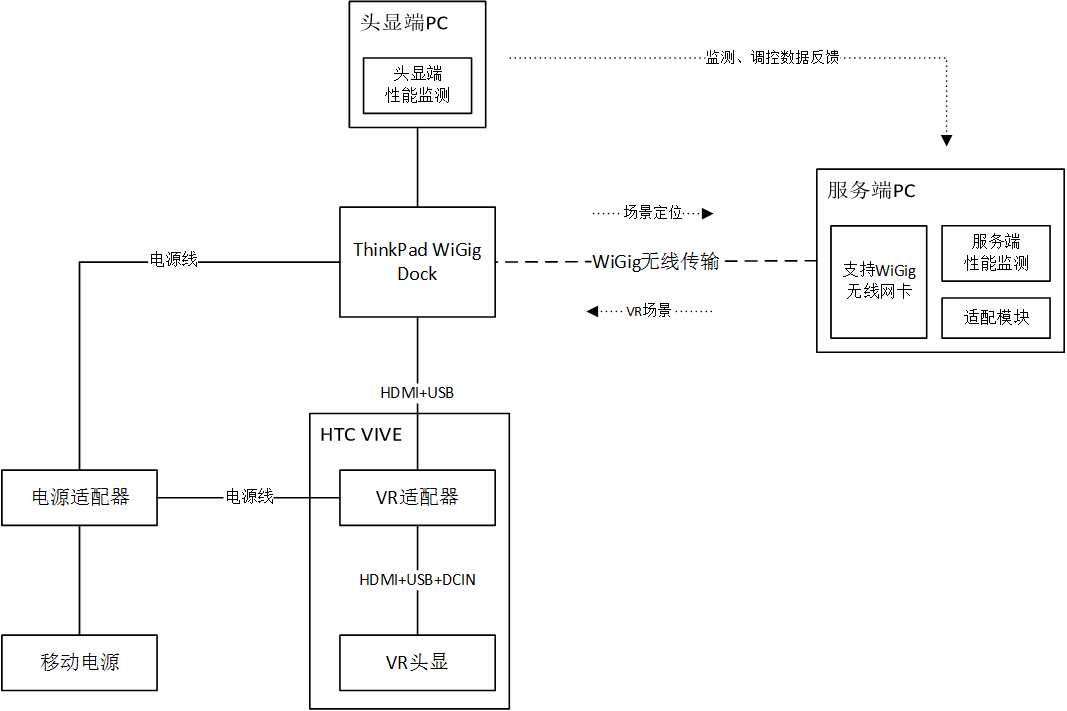 头显端PC
头显端
性能监测
监测、调控数据反馈
服务端PC
支持WiGig
无线网卡
服务端
性能监测
适配模块
场景定位
WiGig无线传输
VR场景
ThinkPad WiGig
Dock
电源线
HDMI+USB
HTC VIVE
电源适配器
电源线
VR适配器
HDMI+USB+DCIN
移动电源
VR头显